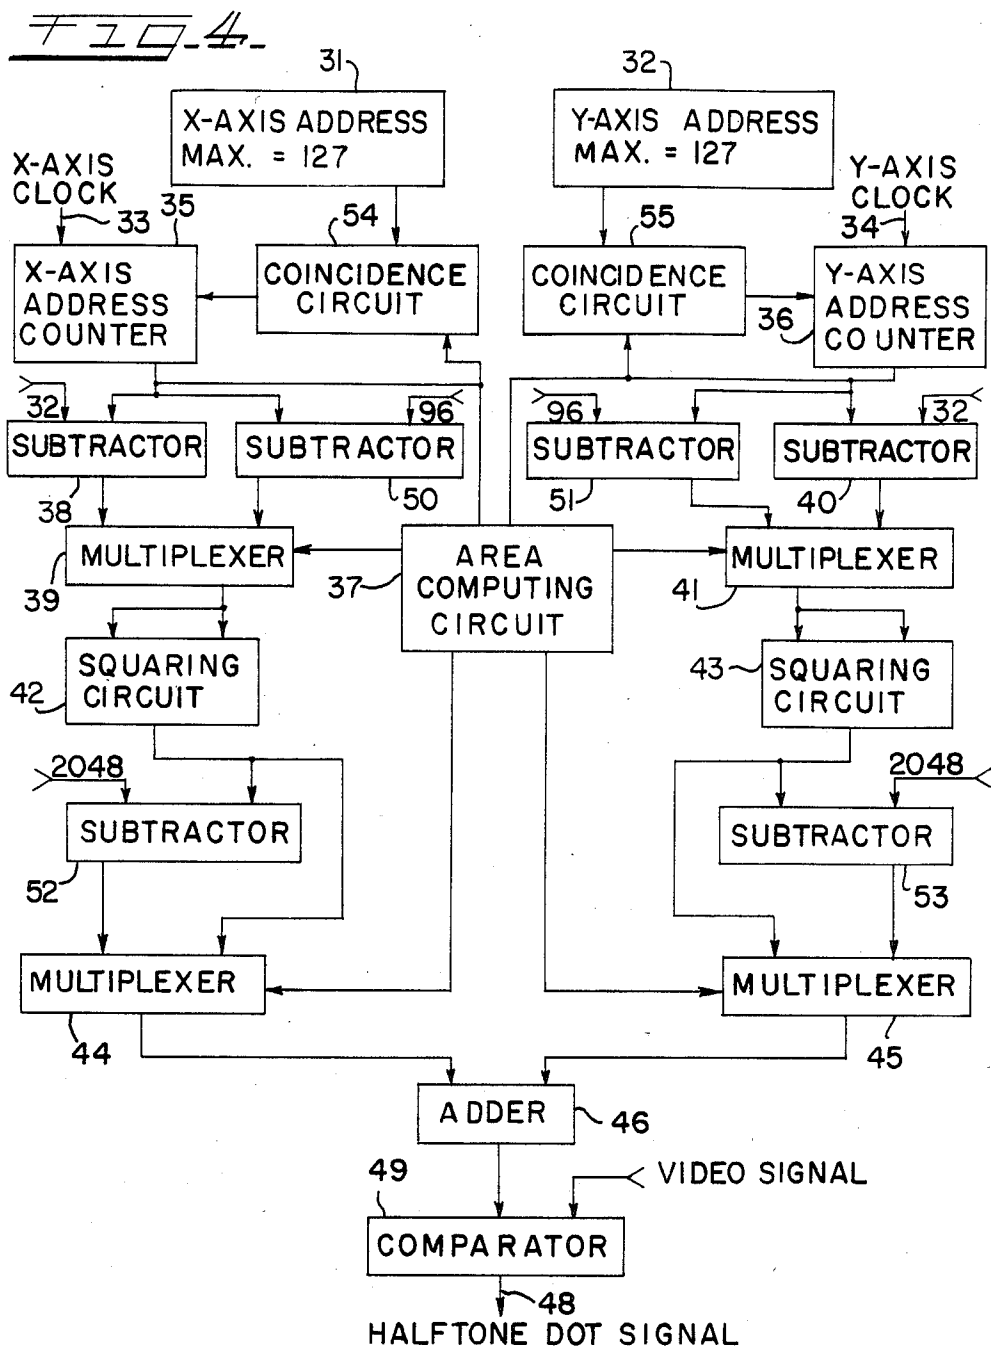 Fig. 4.
31
32
X-AXIS ADDRESS
MAX. = 127
Y-AXIS ADDRESS
MAX. = 127
X-AXIS
CLOCK
33
35
54
55
Y-AXIS
CLOCK
34
X-AXIS
ADDRESS
COUNTER
COINCIDENCE
CIRCUIT
COINCIDENCE
CIRCUIT
36
Y-AXIS
ADDRESS
COUNTER
32
96
96
32
SUBTRACTOR
SUBTRACTOR
SUBTRACTOR
SUBTRACTOR
38
50
51
40
MULTIPLEXER
39
AREA
COMPUTING
CIRCUIT
37
MULTIPLEXER
41
SQUARING
CIRCUIT
42
43
SQUARING
CIRCUIT
2048
2048
SUBTRACTOR
SUBTRACTOR
52
53
MULTIPLEXER
MULTIPLEXER
44
45
ADDER
46
49
VIDEO SIGNAL
COMPARATOR
48
HALFTONE DOT SIGNAL